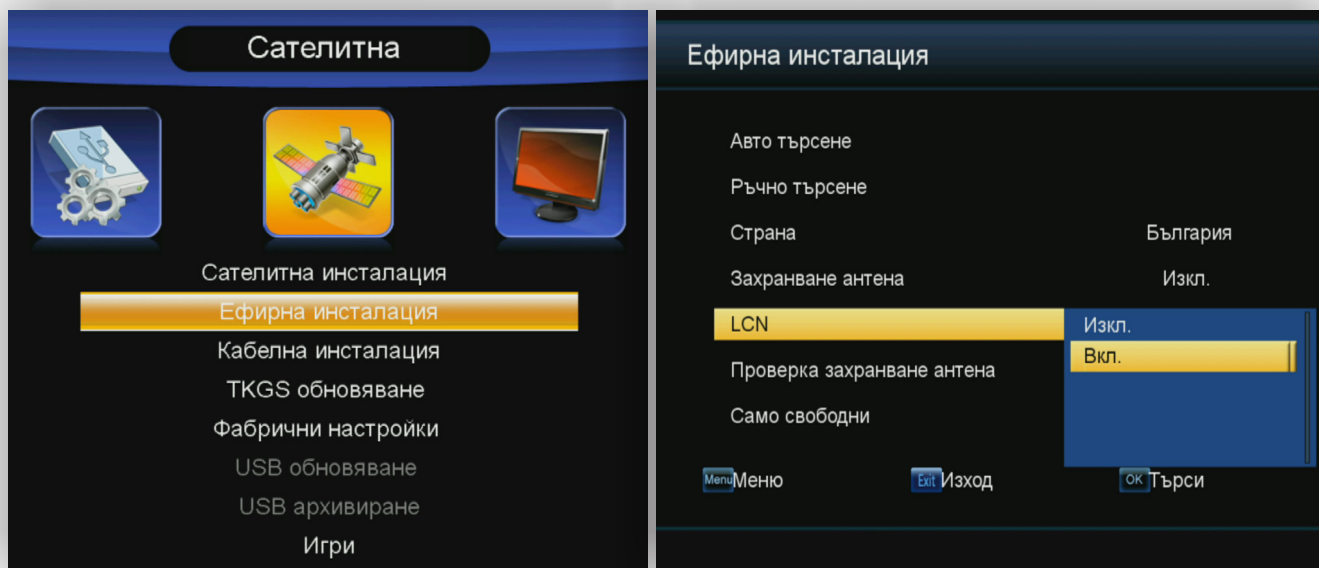 Сателитна
Сателитна инсталация
Ефирна инсталация
Кабелна инсталация
TKGS обновяване
Фабрични настройки
USB обновяване
USB архивиране
Игри
Ефирна инсталация
Авто търсене
Ръчно търсене
Страна България
Захранване антена Изкл.
LCN Изкл.
Вкл.
Проверка захранване антена
Само свободни
Menu Меню Exit Изход OK Търси